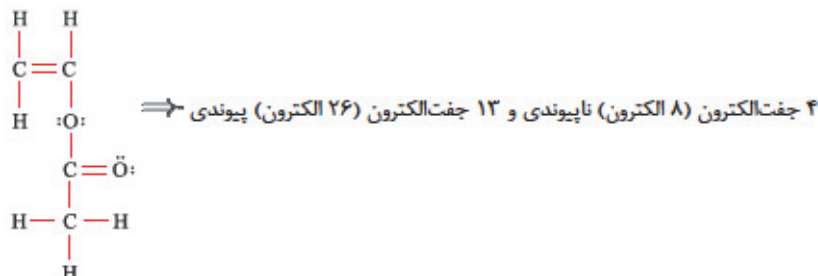 H H
C=C
H :O: ⇒ ۴ جفت‌الکترون (۸ الکترون) ناپیوندی و ۱۳ جفت‌الکترون (۲۶ الکترون) پیوندی
C=Ö:
H—C—H
H